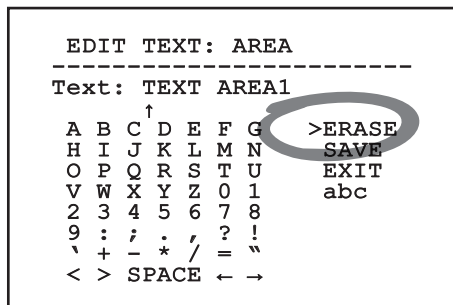 EDIT TEXT: AREA
------------------------
Text: TEXT AREA1
↑
A B C D E F G >ERASE
H I J K L M N SAVE
O P Q R S T U EXIT
V W X Y Z 0 1 abc
2 3 4 5 6 7 8
9 : ; . , ? !
‘ + - * / = “
< > SPACE ← →